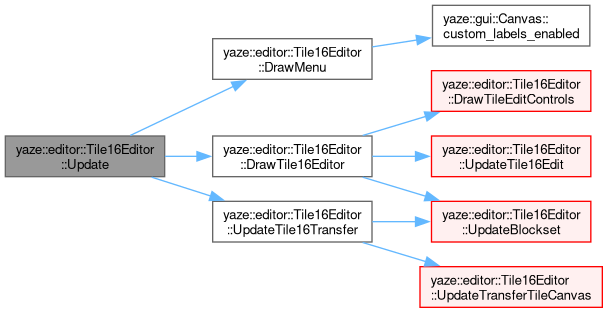 yaze::editor::Tile16Editor
::Update
yaze::editor::Tile16Editor
::DrawMenu
yaze::gui::Canvas::
custom_labels_enabled
yaze::editor::Tile16Editor
::DrawTile16Editor
yaze::editor::Tile16Editor
::DrawTileEditControls
yaze::editor::Tile16Editor
::UpdateTile16Edit
yaze::editor::Tile16Editor
::UpdateBlockset
yaze::editor::Tile16Editor
::UpdateTile16Transfer
yaze::editor::Tile16Editor
::UpdateTransferTileCanvas